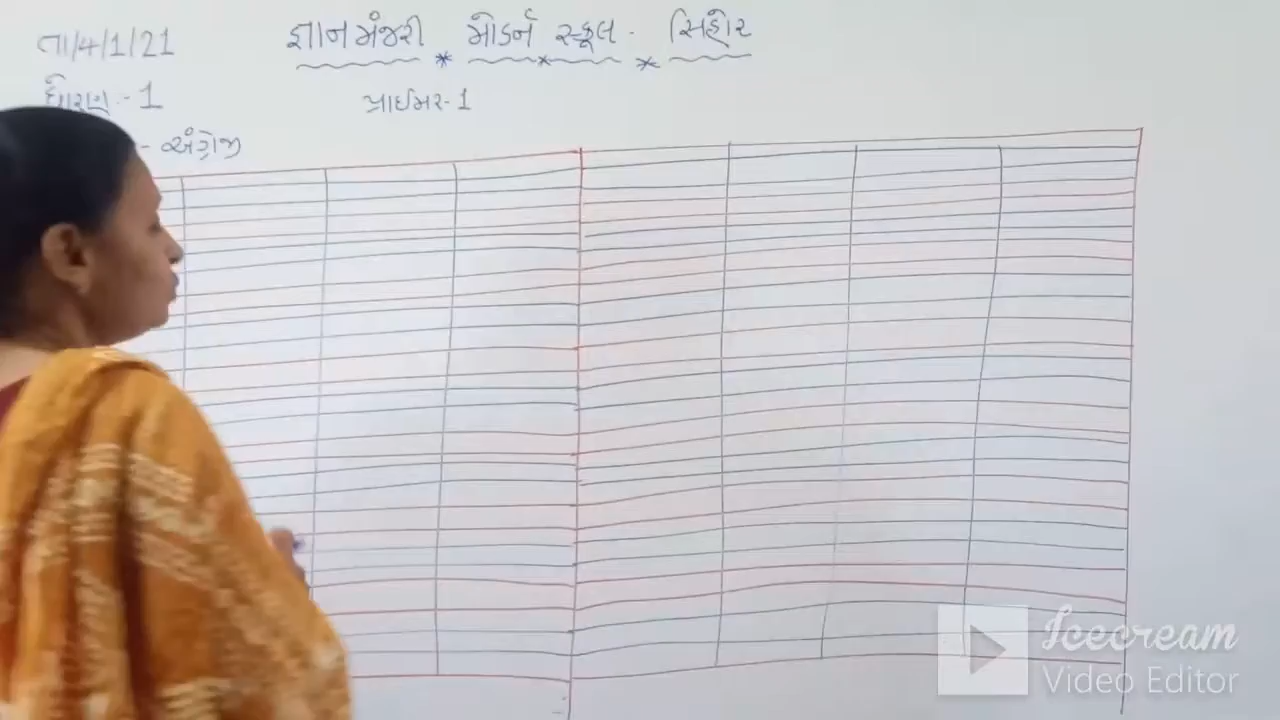 તા/4/1/21
જ્ઞાનમંજરી * મોડર્ન સ્કૂલ. * સિહોર
ધોરણ :- 1
પ્રાઈમર-1
- અંગ્રેજી
Icecream
Video Editor